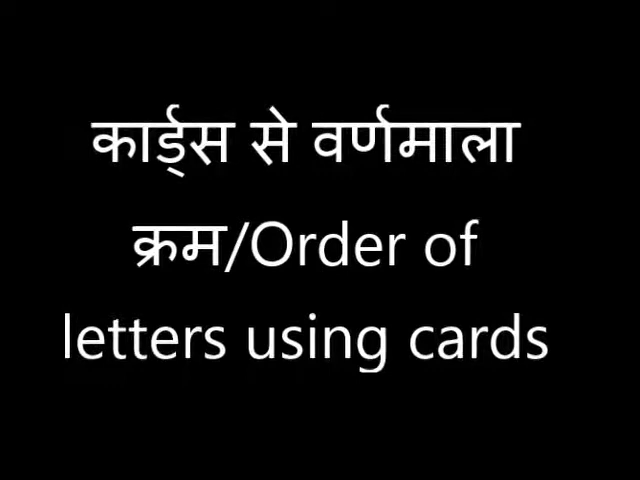 कार्ड्स से वर्णमाला
क्रम/Order of
letters using cards